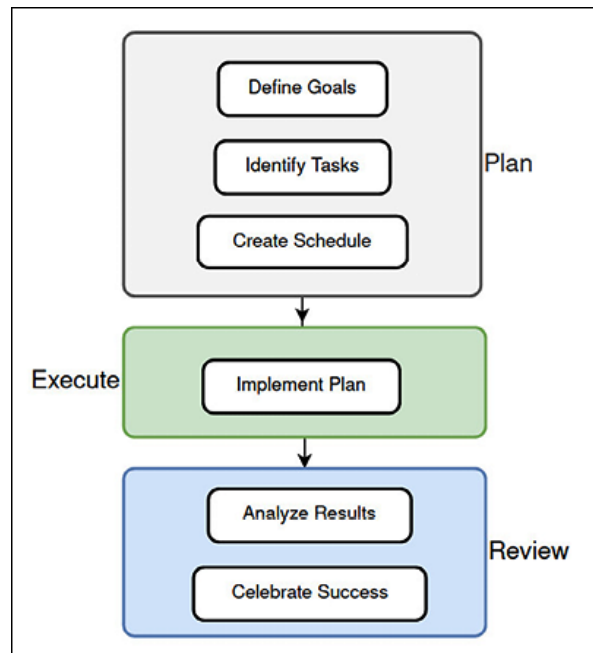 Define Goals
Identify Tasks
Plan
Create Schedule
Execute
Implement Plan
Analyze Results
Review
Celebrate Success